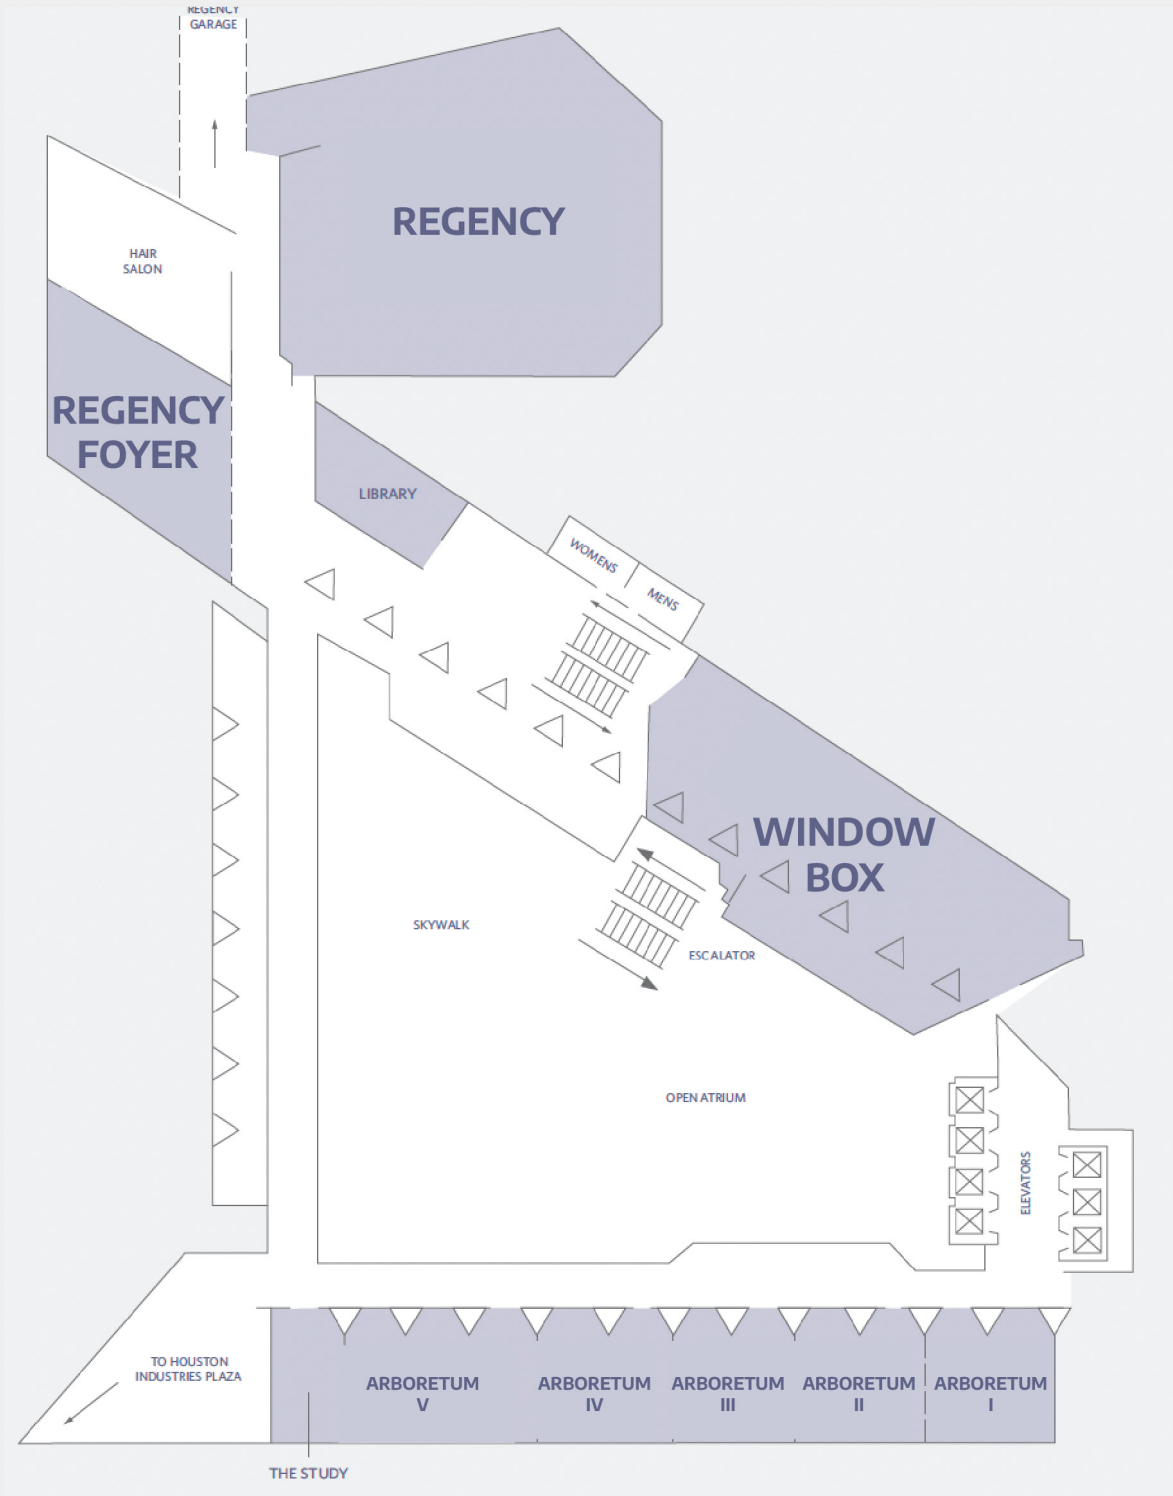 REGENCY
GARAGE
REGENCY
HAIR
SALON
REGENCY
FOYER
LIBRARY
WOMENS
MENS
WINDOW
BOX
SKYWALK
ESCALATOR
OPEN ATRIUM
ELEVATORS
TO HOUSTON
INDUSTRIES PLAZA
ARBORETUM
V
ARBORETUM
IV
ARBORETUM
III
ARBORETUM
II
ARBORETUM
I
THE STUDY